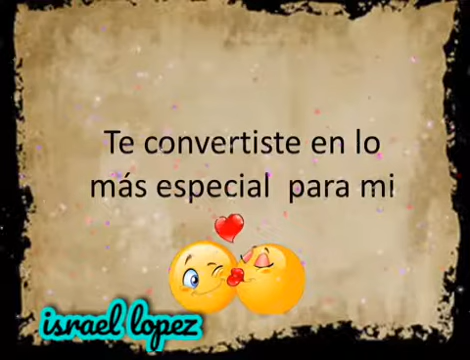 Te convertiste en lo
más especial para mi
israel lopez